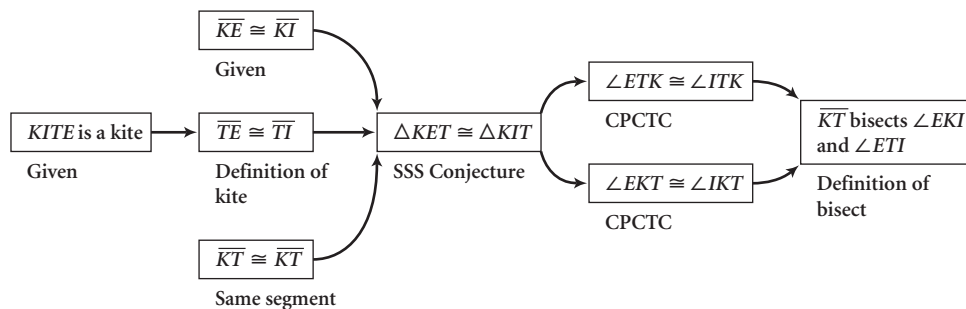 KE ≅ KI
Given
KITE is a kite
Given
TE ≅ TI
Definition of
kite
KT ≅ KT
Same segment
△KET ≅ △KIT
SSS Conjecture
∠ETK ≅ ∠ITK
CPCTC
∠EKT ≅ ∠IKT
CPCTC
KT bisects ∠EKI
and ∠ETI
Definition of
bisect